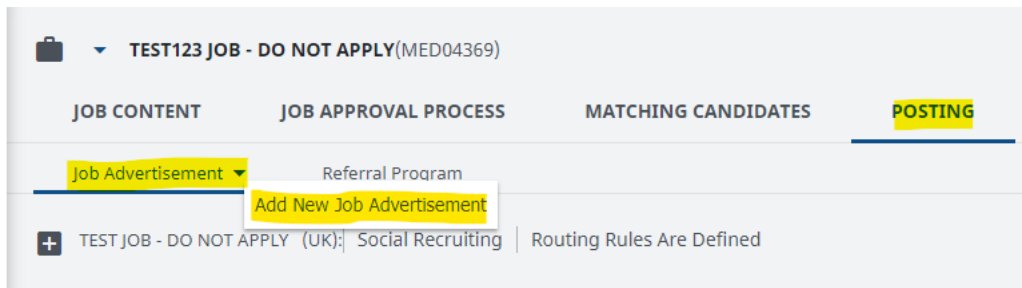 TEST123 JOB - DO NOT APPLY(MED04369)
JOB CONTENT JOB APPROVAL PROCESS MATCHING CANDIDATES POSTING
Job Advertisement Referral Program
Add New Job Advertisement
TEST JOB - DO NOT APPLY (UK): Social Recruiting Routing Rules Are Defined